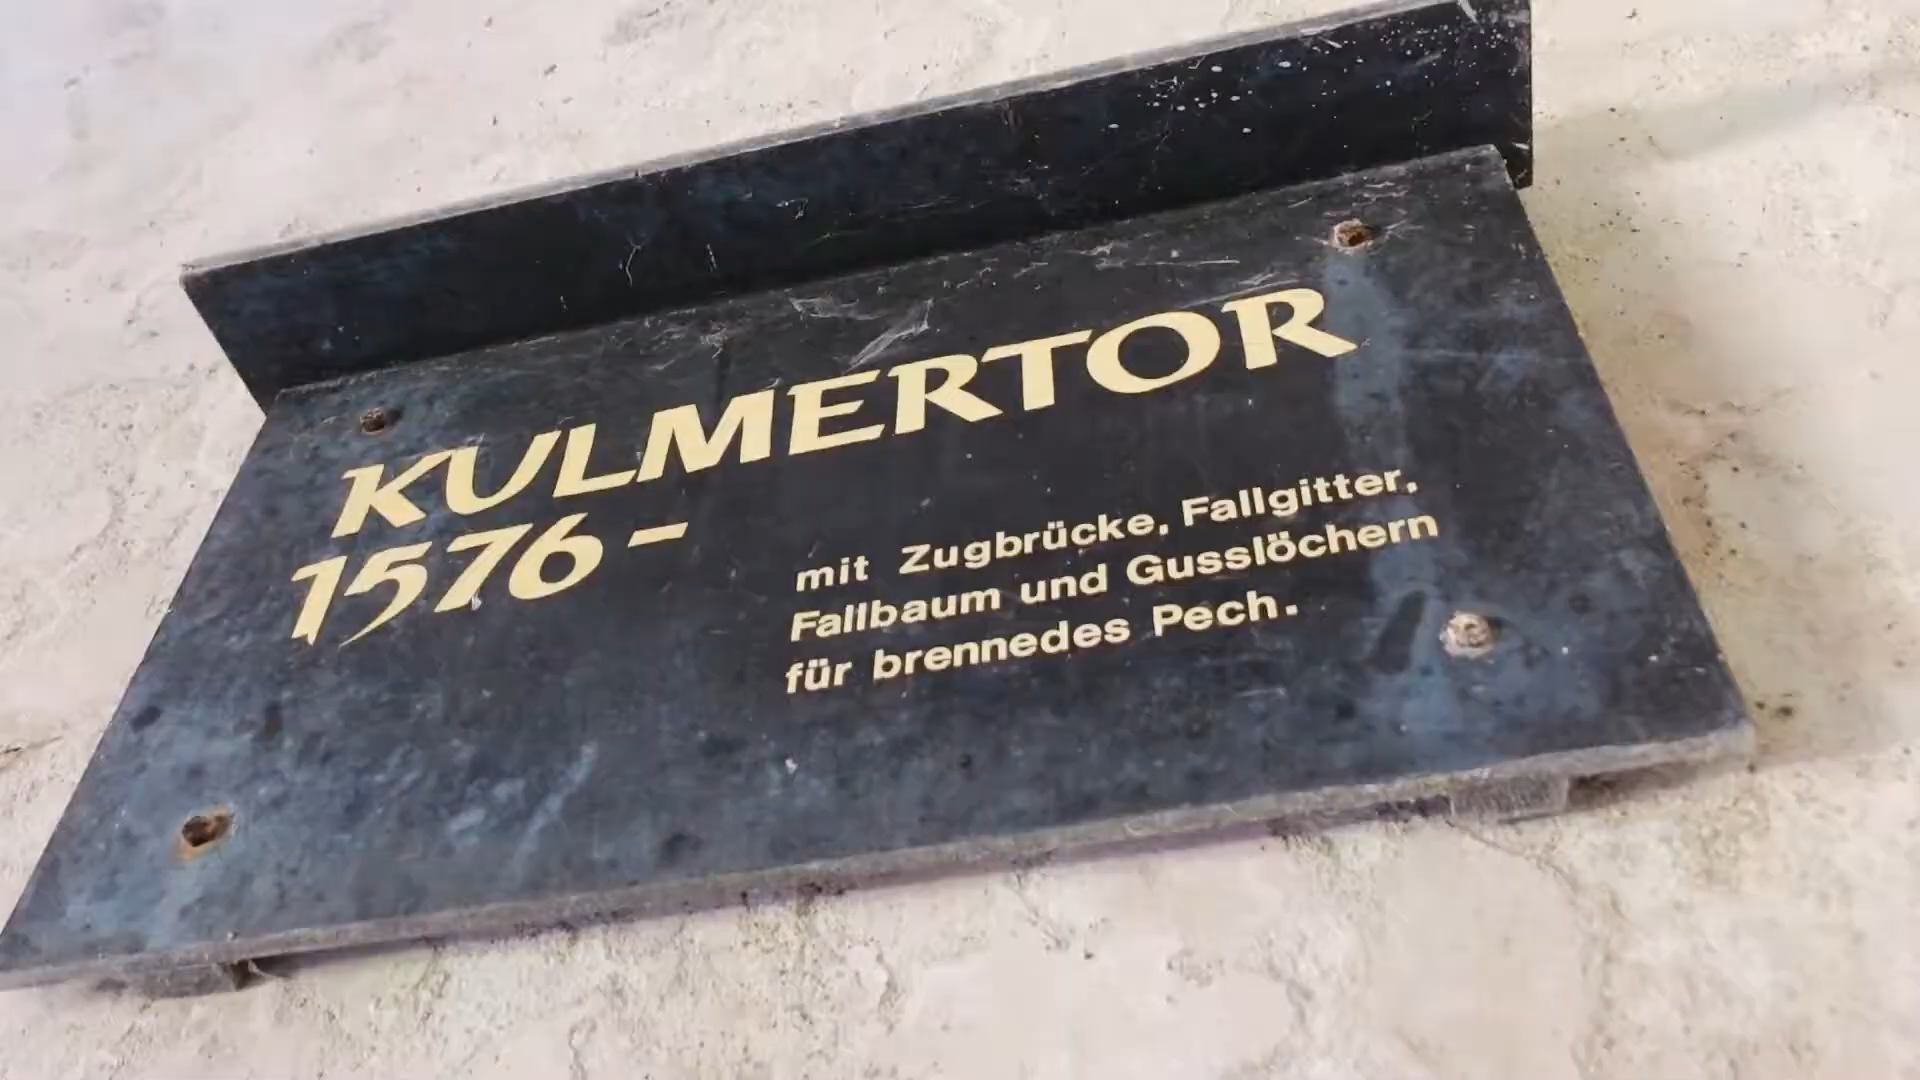 KULMERTOR
1576 –
mit Zugbrücke, Fallgitter,
Fallbaum und Gusslöchern
für brennedes Pech.